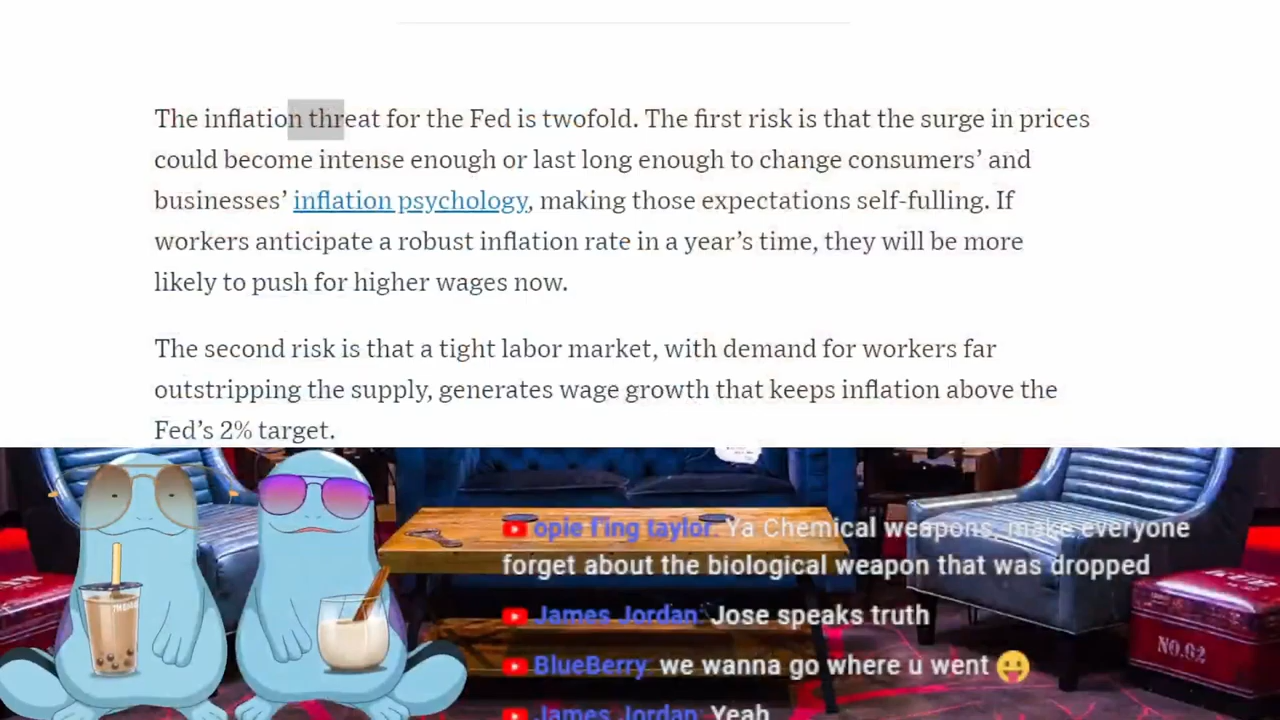 The inflation threat for the Fed is twofold. The first risk is that the surge in prices
could become intense enough or last long enough to change consumers’ and
businesses’ inflation psychology, making those expectations self-fulling. If
workers anticipate a robust inflation rate in a year’s time, they will be more
likely to push for higher wages now.
The second risk is that a tight labor market, with demand for workers far
outstripping the supply, generates wage growth that keeps inflation above the
Fed’s 2% target.
opie f'ing taylor Ya Chemical weapons, make everyone
forget about the biological weapon that was dropped
James Jordan Jose speaks truth
BlueBerry we wanna go where u went 😛
James Jordan Yeah
NO.62